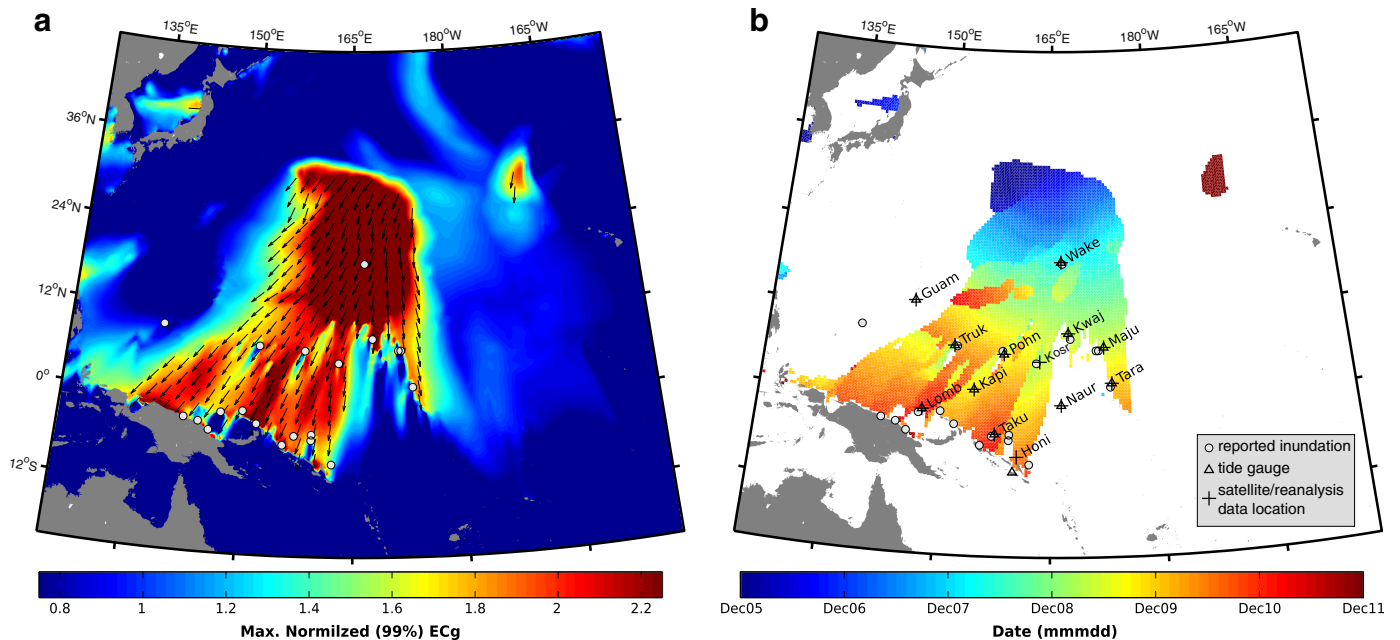 a
135°E 150°E 165°E 180°W 165°W
36°N
24°N
12°N
0°
12°S
0.8 1 1.2 1.4 1.6 1.8 2 2.2
Max. Normilzed (99%) ECg
b
135°E 150°E 165°E 180°W 165°W
Wake
Guam
Kwaj
Truk
Pohn
Kosr
Maju
Kapi
Tara
Lomb
Naur
Taku
Honi
reported inundation
tide gauge
satellite/reanalysis
data location
Dec05 Dec06 Dec07 Dec08 Dec09 Dec10 Dec11
Date (mmmdd)